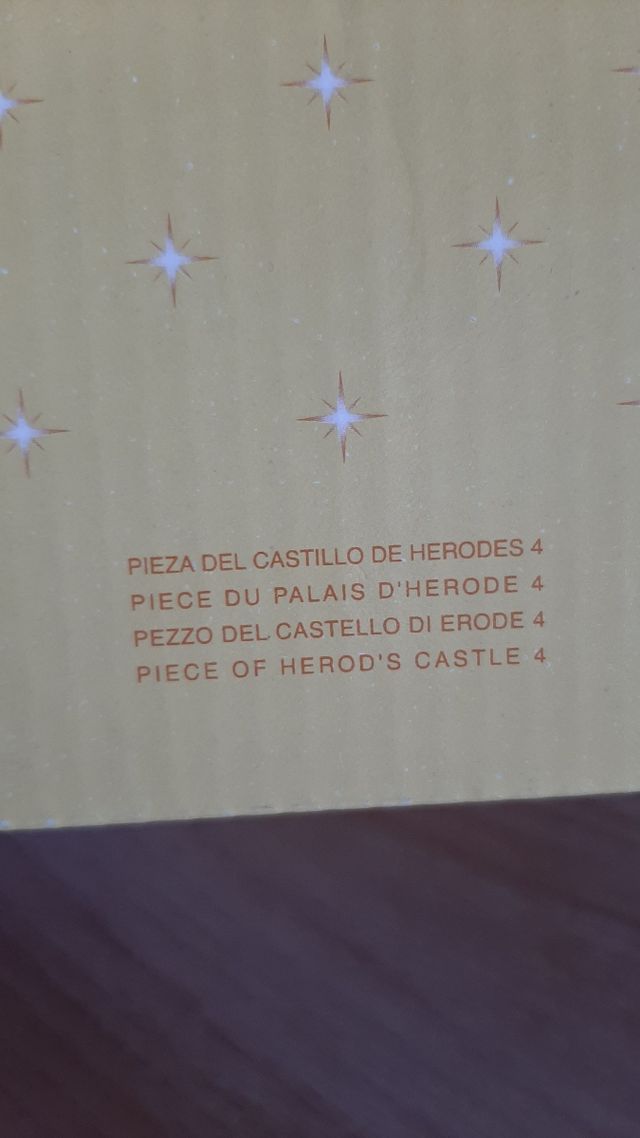 PIEZA DEL CASTILLO DE HERODES 4
PIECE DU PALAIS D'HERODE 4
PEZZO DEL CASTELLO DI ERODE 4
PIECE OF HEROD'S CASTLE 4